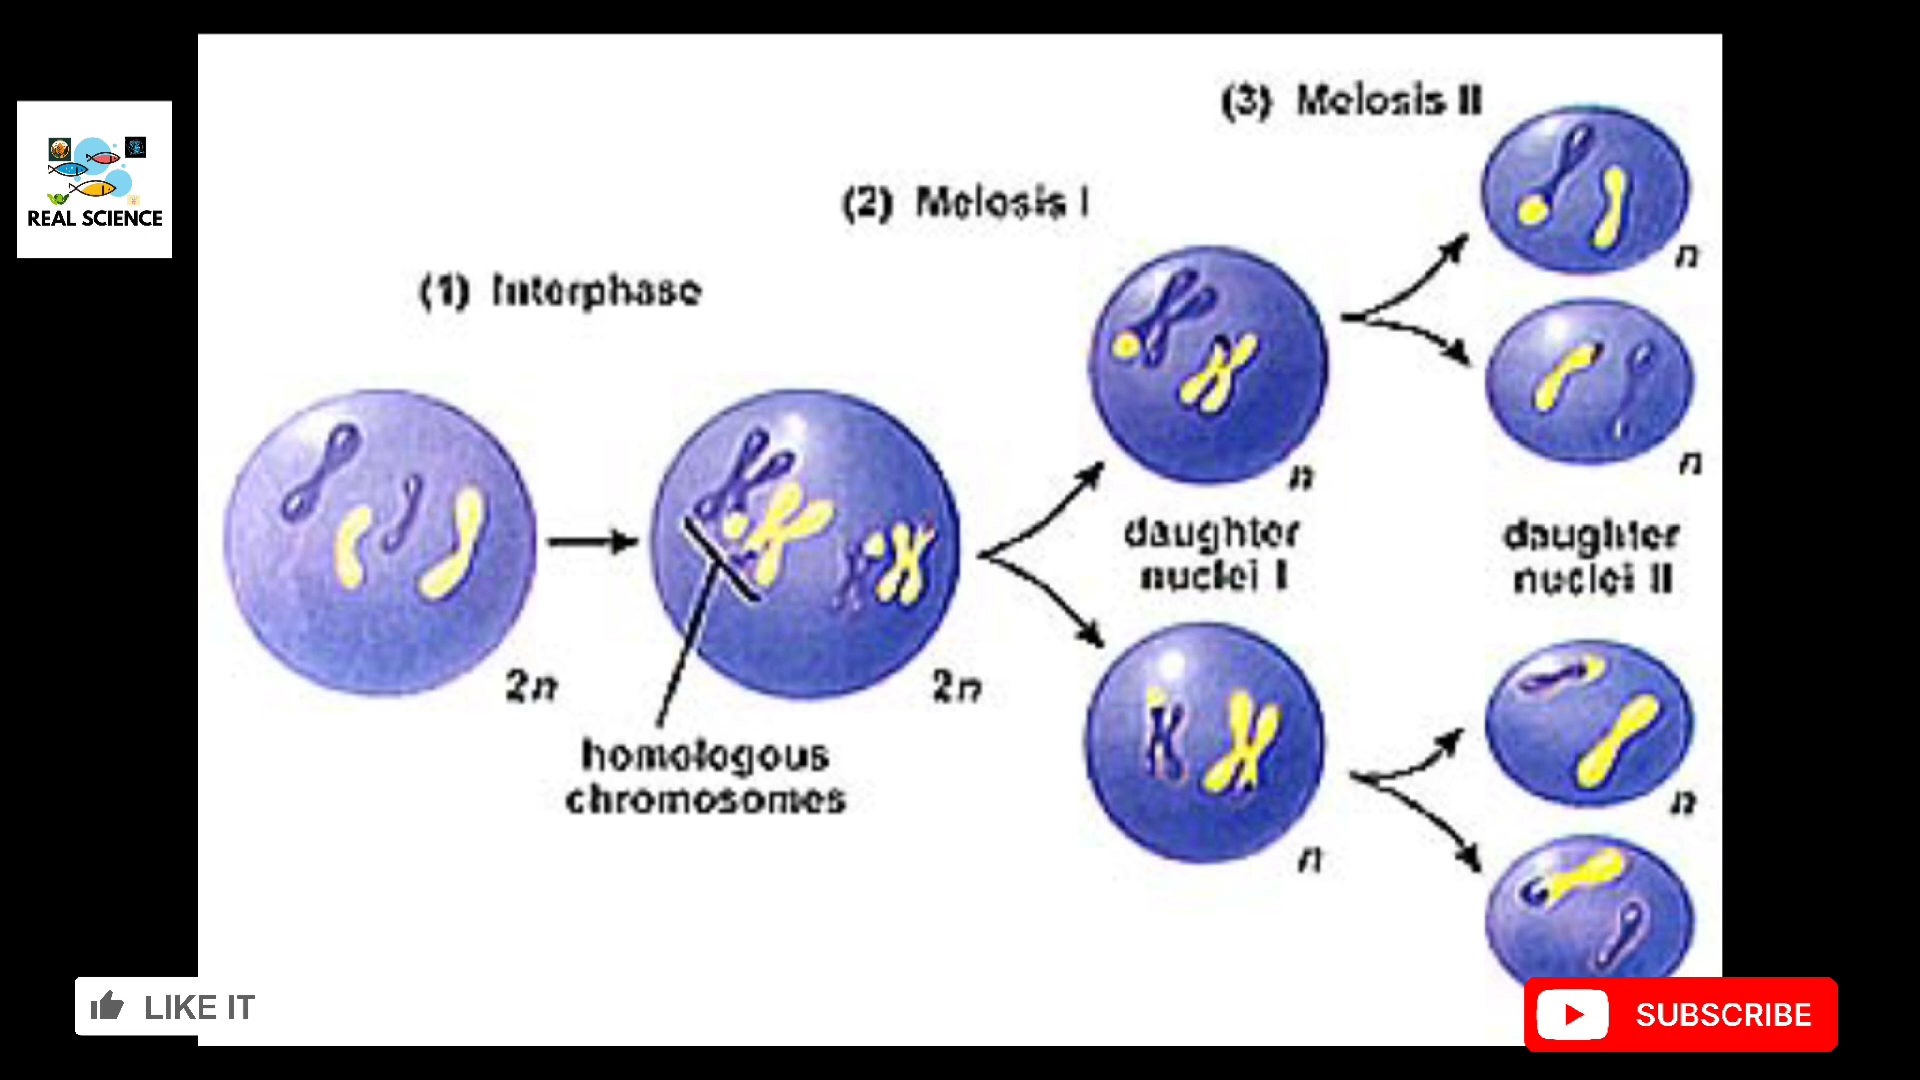 REAL SCIENCE
(1) Interphase
(2) Meiosis I
(3) Meiosis II
n
n
n
daughter
nuclei I
daughter
nuclei II
2n
2n
homologous
chromosomes
n
n
LIKE IT
SUBSCRIBE